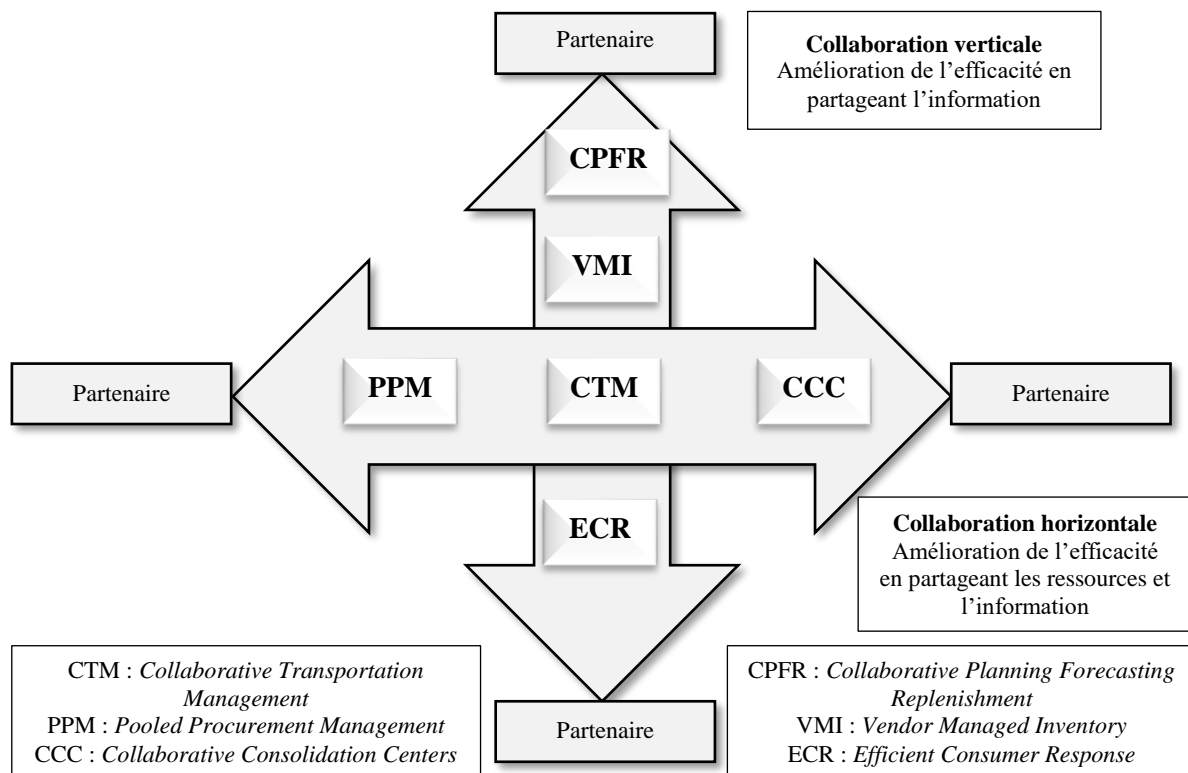 Partenaire
Collaboration verticale
Amélioration de l’efficacité en
partageant l’information
CPFR
VMI
Partenaire
PPM
CTM
CCC
Partenaire
ECR
Collaboration horizontale
Amélioration de l’efficacité
en partageant les ressources et
l’information
CTM : Collaborative Transportation
Management
PPM : Pooled Procurement Management
CCC : Collaborative Consolidation Centers
Partenaire
CPFR : Collaborative Planning Forecasting
Replenishment
VMI : Vendor Managed Inventory
ECR : Efficient Consumer Response